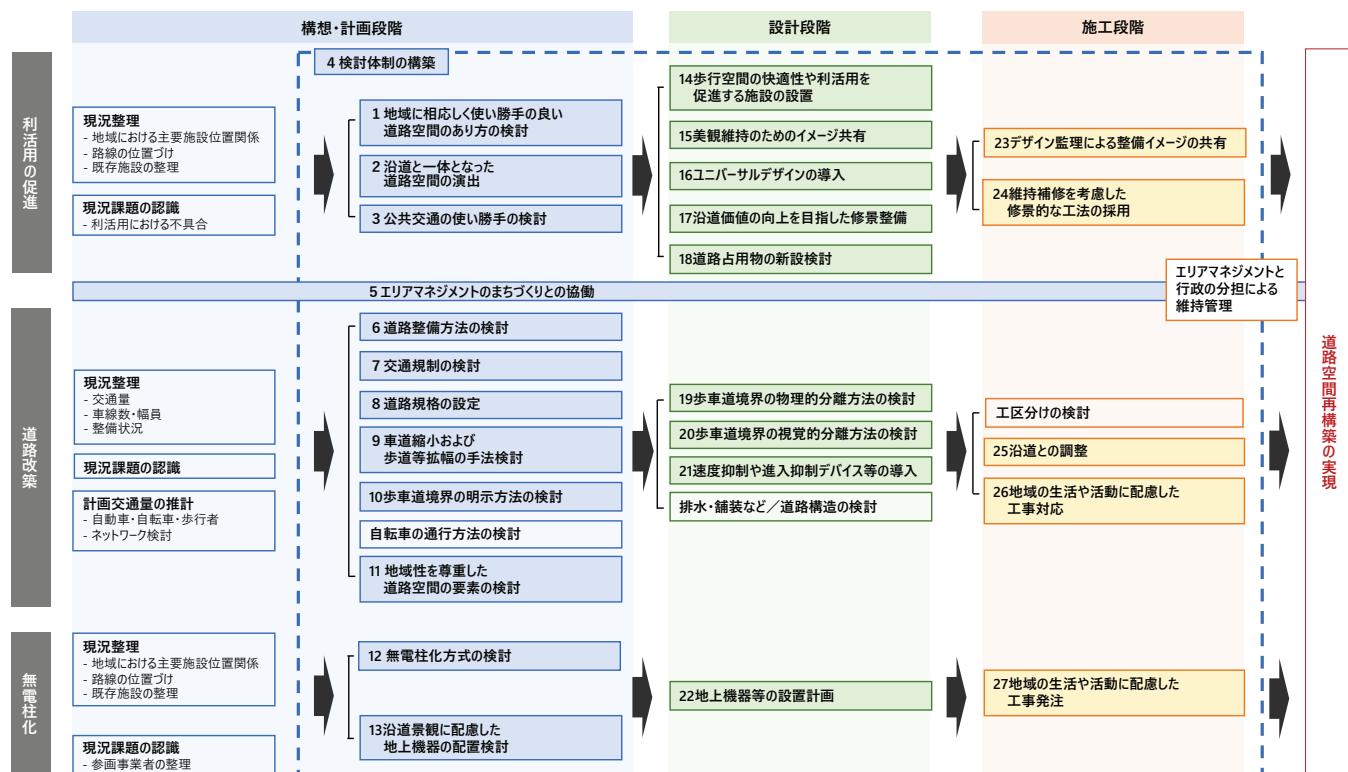 構想・計画段階
設計段階
施工段階
4 検討体制の構築
利活用の促進
現況整理
- 地域における主要施設位置関係
- 路線の位置づけ
- 既存施設の整理
現況課題の認識
- 利活用における不具合
1 地域に相応しく使い勝手の良い
道路空間のあり方の検討
2 沿道と一体となった
道路空間の演出
3 公共交通の使い勝手の検討
14歩行空間の快適性や利活用を
促進する施設の設置
15美観維持のためのイメージ共有
16ユニバーサルデザインの導入
17沿道価値の向上を目指した修景整備
18道路占用物の新設検討
23デザイン監理による整備イメージの共有
24維持補修を考慮した
修景的な工法の採用
5 エリアマネジメントのまちづくりとの協働
エリアマネジメントと
行政の分担による
維持管理
道路改築
現況整理
- 交通量
- 車線数・幅員
- 整備状況
現況課題の認識
計画交通量の推計
- 自動車・自転車・歩行者
- ネットワーク検討
6 道路整備方法の検討
7 交通規制の検討
8 道路規格の設定
9 車道縮小および
歩道等拡幅の手法検討
10歩車道境界の明示方法の検討
自転車の通行方法の検討
11 地域性を尊重した
道路空間の要素の検討
19歩車道境界の物理的分離方法の検討
20歩車道境界の視覚的分離方法の検討
21速度抑制や進入抑制デバイス等の導入
排水・舗装など／道路構造の検討
工区分けの検討
25沿道との調整
26地域の生活や活動に配慮した
工事対応
道路空間再構築の実現
無電柱化
現況整理
- 地域における主要施設位置関係
- 路線の位置づけ
- 既存施設の整理
現況課題の認識
- 参画事業者の整理
12 無電柱化方式の検討
13沿道景観に配慮した
地上機器の配置検討
22地上機器等の設置計画
27地域の生活や活動に配慮した
工事発注